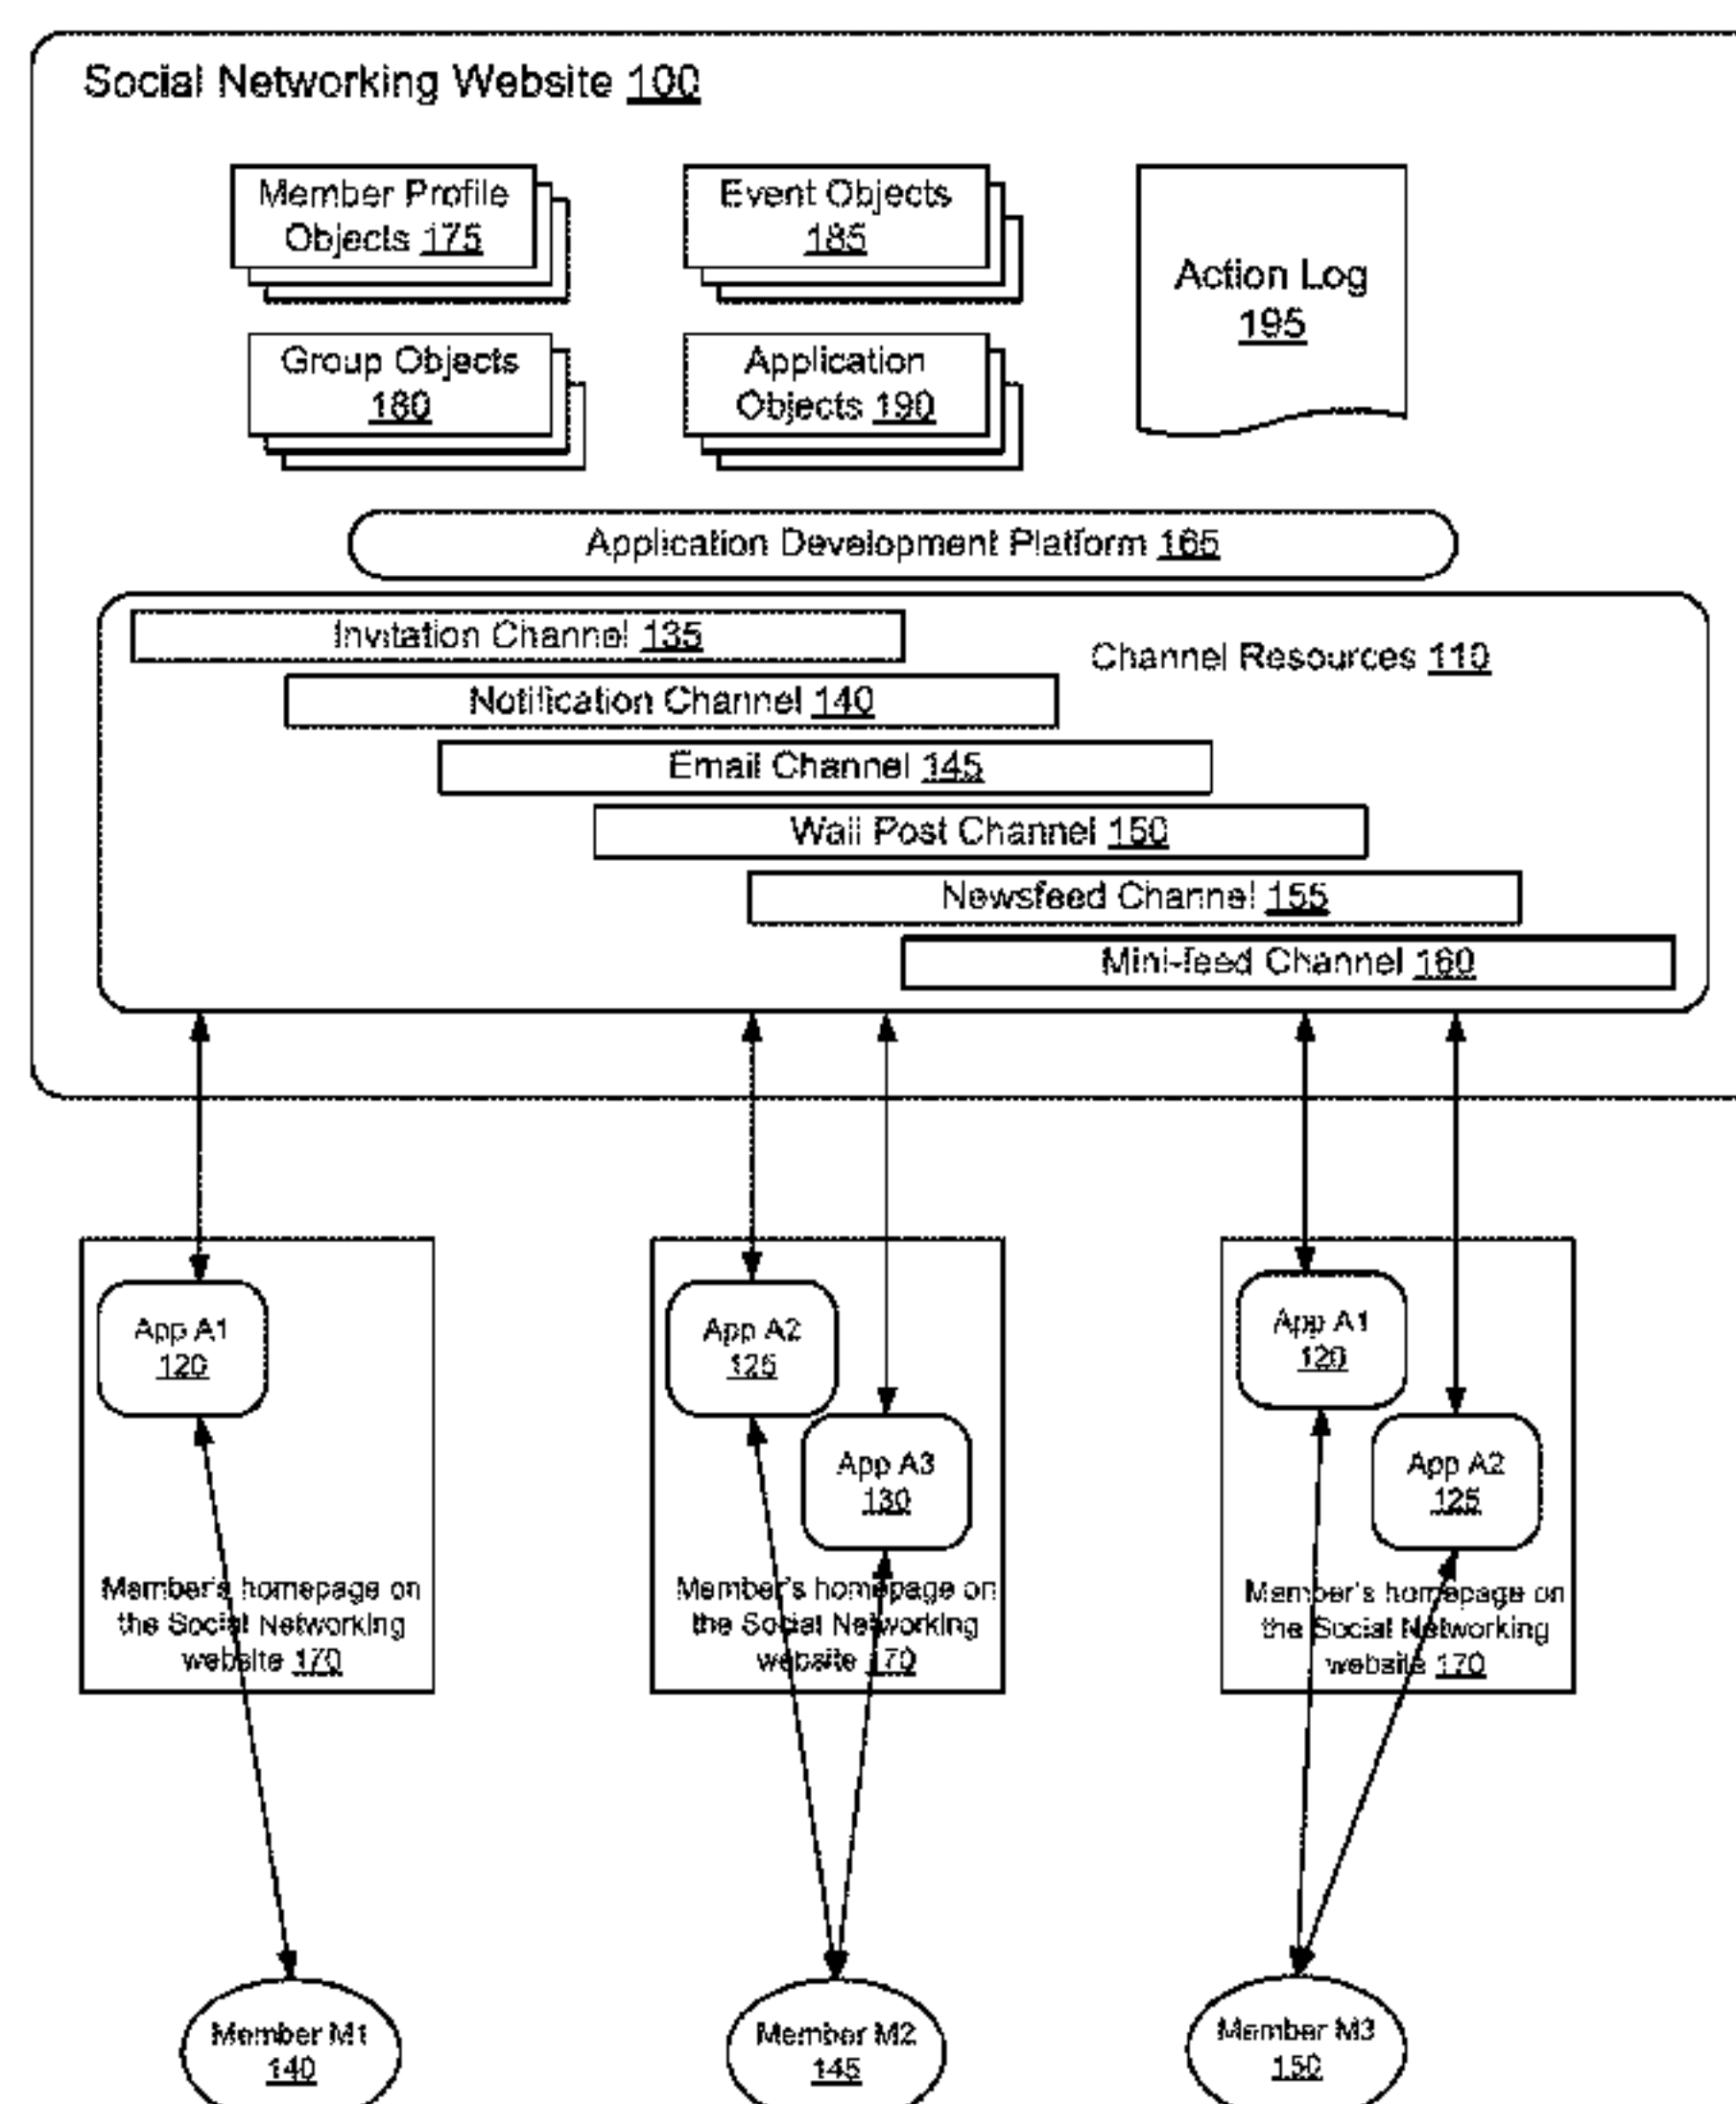 Social Networking Website 100
Member Profile
Objects 175
Event Objects
185
Action Log
195
Group Objects
180
Application
Objects 190
Application Development Platform 165
Invitation Channel 135
Channel Resources 110
Notification Channel 140
Email Channel 145
Wall Post Channel 150
Newsfeed Channel 155
Mini-feed Channel 160
App A1
120
Member's homepage on
the Social Networking
website 170
App A2
125
App A3
130
Member's homepage on
the Social Networking
website 170
App A1
120
App A2
125
Member's homepage on
the Social Networking
website 170
Member M1
140
Member M2
145
Member M3
150